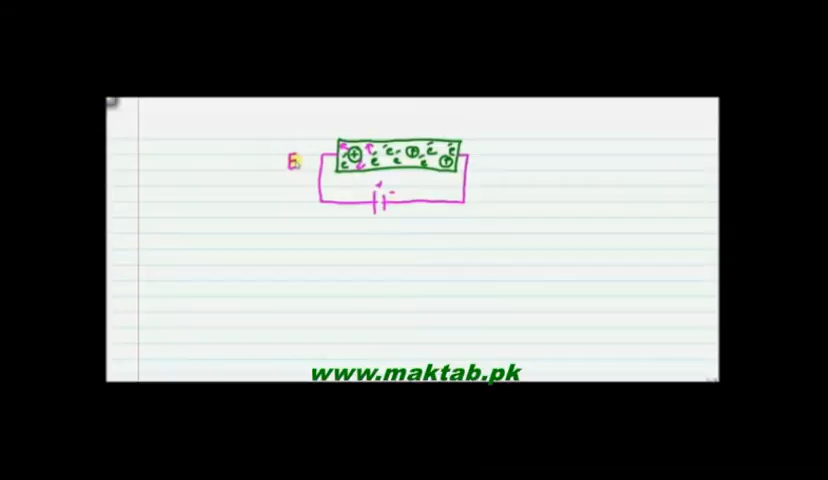 E
+ e e e e + e e e +
+ -
www.maktab.pk